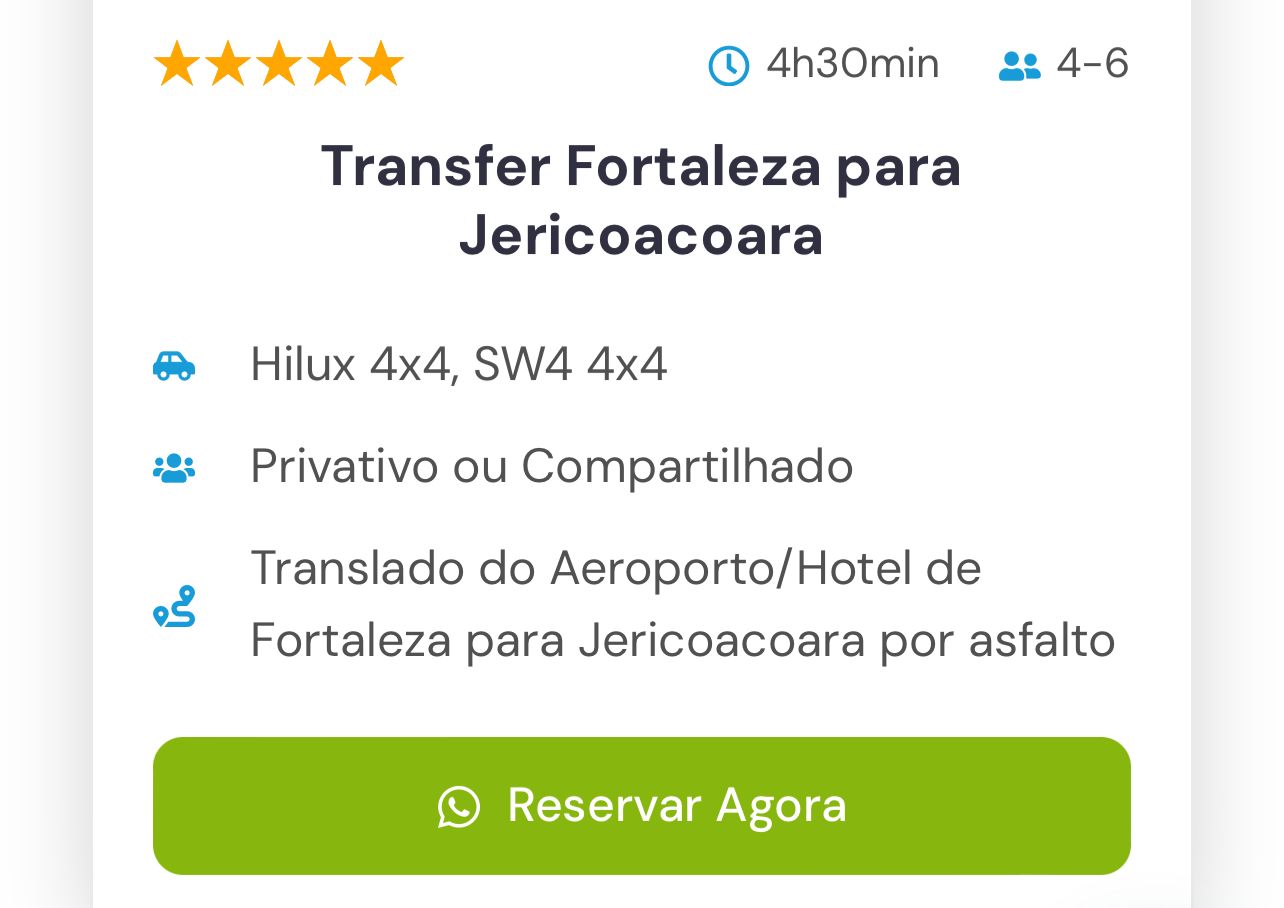 4h30min 4-6
Transfer Fortaleza para
Jericoacoara
Hilux 4x4, SW4 4x4
Privativo ou Compartilhado
Translado do Aeroporto/Hotel de
Fortaleza para Jericoacoara por asfalto
Reservar Agora